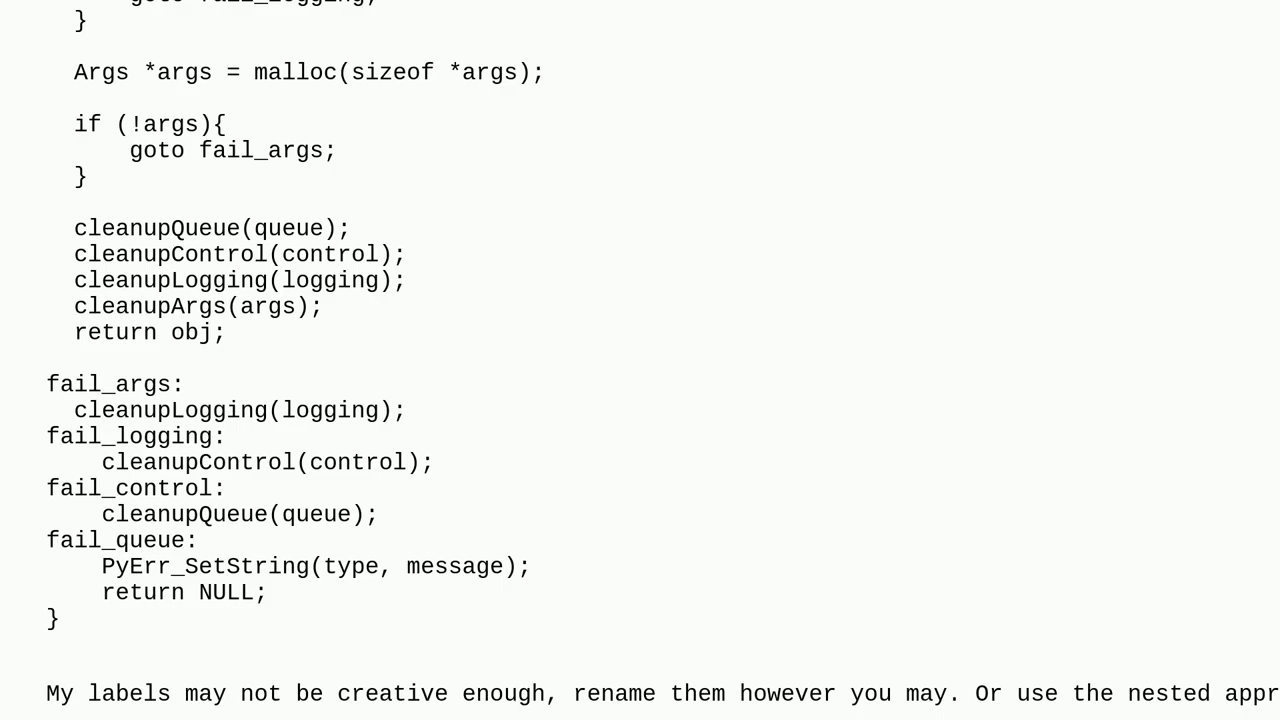 }
Args *args = malloc(sizeof *args);
if (!args){
goto fail_args;
}
cleanupQueue(queue);
cleanupControl(control);
cleanupLogging(logging);
cleanupArgs(args);
return obj;
fail_args:
cleanupLogging(logging);
fail_logging:
cleanupControl(control);
fail_control:
cleanupQueue(queue);
fail_queue:
PyErr_SetString(type, message);
return NULL;
}
My labels may not be creative enough, rename them however you may. Or use the nested appr